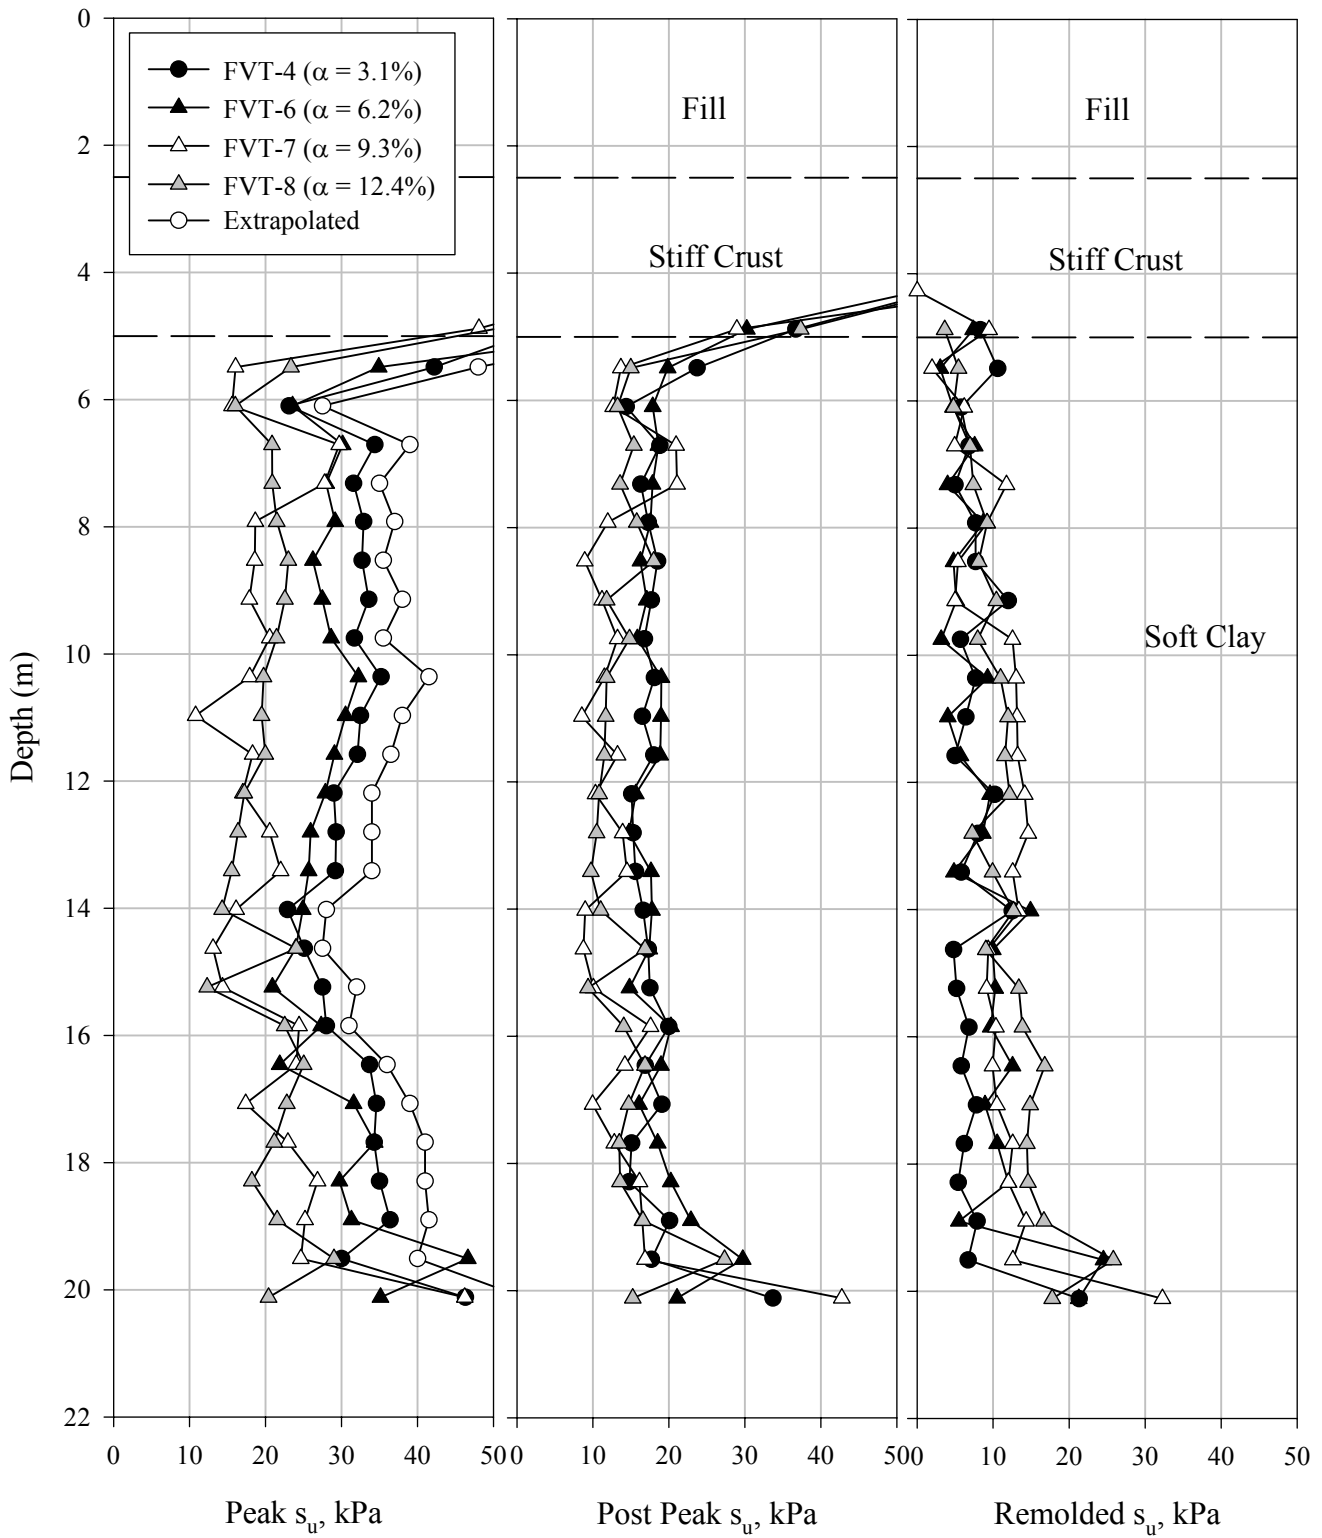 FVT-4 (α = 3.1%)
FVT-6 (α = 6.2%)
FVT-7 (α = 9.3%)
FVT-8 (α = 12.4%)
Extrapolated
Fill
Fill
Stiff Crust
Stiff Crust
Soft Clay
Depth (m)
0
2
4
6
8
10
12
14
16
18
20
22
0 10 20 30 40 50
0 10 20 30 40 50
0 10 20 30 40 50
Peak su, kPa
Post Peak su, kPa
Remolded su, kPa